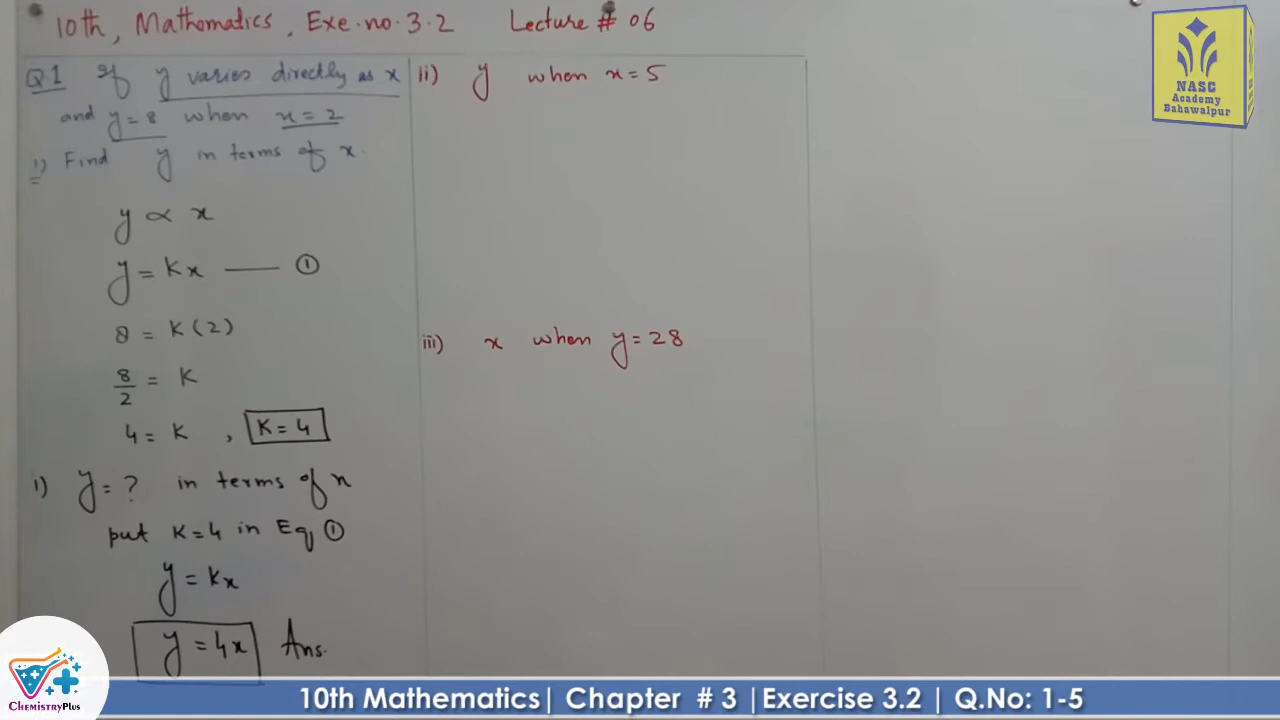 10th, Mathematics, Exe.no.3.2 Lecture # 06
Q1 If y varies directly as x
and y = 8 when x = 2
i) Find y in terms of x.
y ∝ x
y = Kx —— ①
8 = K(2)
8/2 = K
4 = K , K = 4
i) y = ? in terms of x
put K=4 in Eq ①
y = Kx
y = 4x Ans.
ii) y when x = 5
iii) x when y = 28
NASC
Academy
Bahawalpur
CHEMISTRY PLUS
10th Mathematics| Chapter # 3 |Exercise 3.2 | Q.No: 1-5